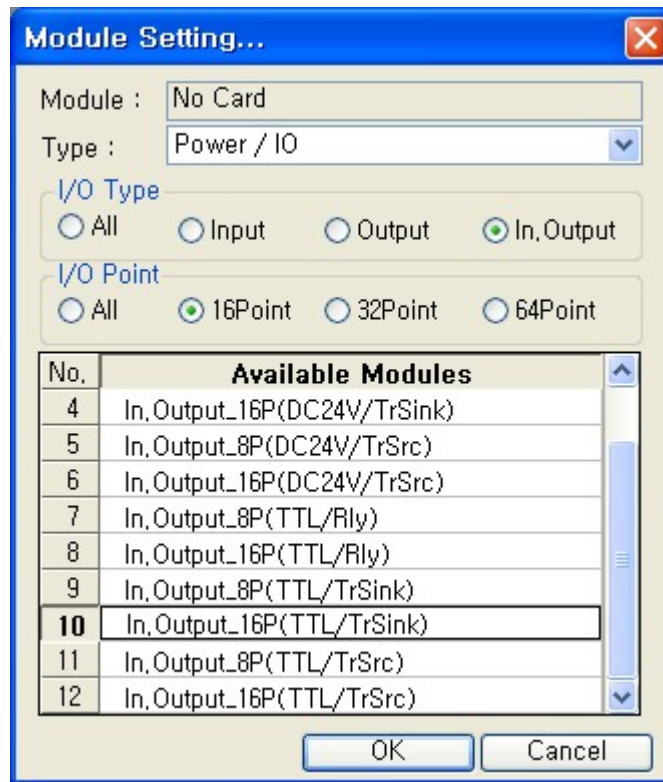 Module Setting...
Module : No Card
Type : Power / IO
I/O Type
All Input Output In,Output
I/O Point
All 16Point 32Point 64Point
No, Available Modules
4 In,Output_16P(DC24V/TrSink)
5 In,Output_8P(DC24V/TrSrc)
6 In,Output_16P(DC24V/TrSrc)
7 In,Output_8P(TTL/Rly)
8 In,Output_16P(TTL/Rly)
9 In,Output_8P(TTL/TrSink)
10 In,Output_16P(TTL/TrSink)
11 In,Output_8P(TTL/TrSrc)
12 In,Output_16P(TTL/TrSrc)
OK Cancel